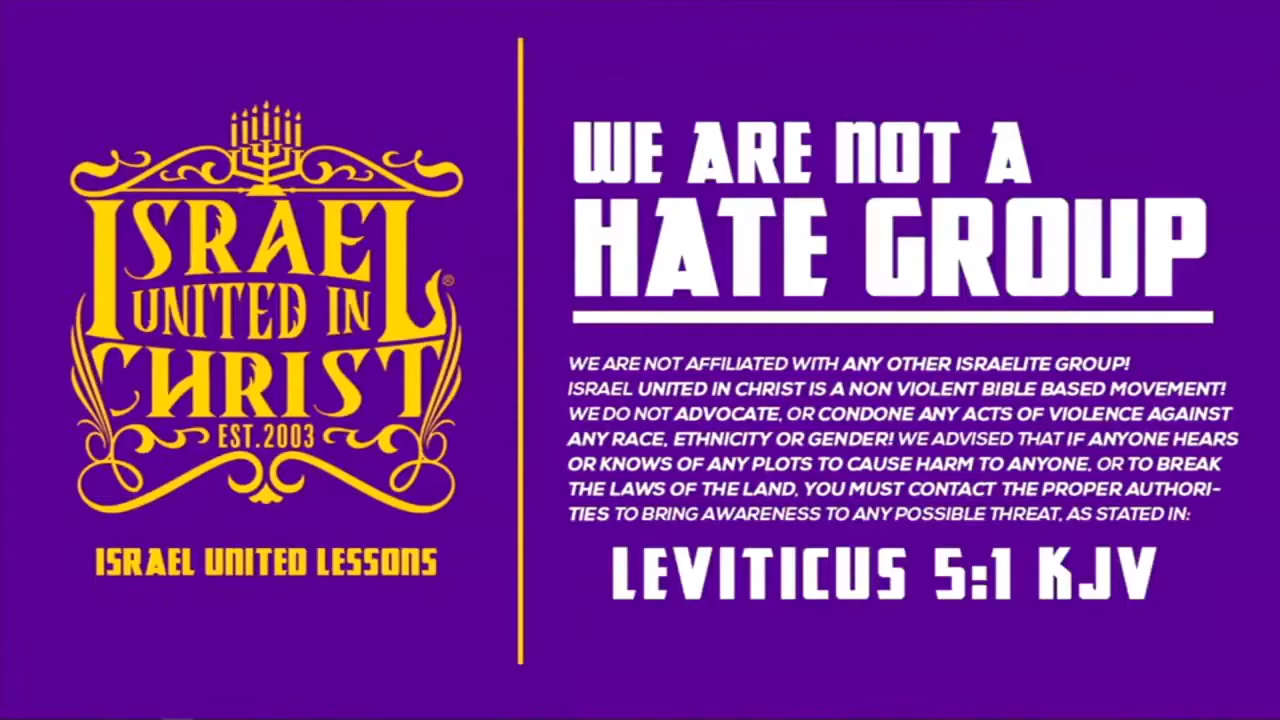 ISRAEL
UNITED IN
CHRIST
EST.2003
®
ISRAEL UNITED LESSONS
WE ARE NOT A
HATE GROUP
WE ARE NOT AFFILIATED WITH ANY OTHER ISRAELITE GROUP!
ISRAEL UNITED IN CHRIST IS A NON VIOLENT BIBLE BASED MOVEMENT!
WE DO NOT ADVOCATE, OR CONDONE ANY ACTS OF VIOLENCE AGAINST
ANY RACE, ETHNICITY OR GENDER! WE ADVISED THAT IF ANYONE HEARS
OR KNOWS OF ANY PLOTS TO CAUSE HARM TO ANYONE, OR TO BREAK
THE LAWS OF THE LAND, YOU MUST CONTACT THE PROPER AUTHORI-
TIES TO BRING AWARENESS TO ANY POSSIBLE THREAT, AS STATED IN:
LEVITICUS 5:1 KJV